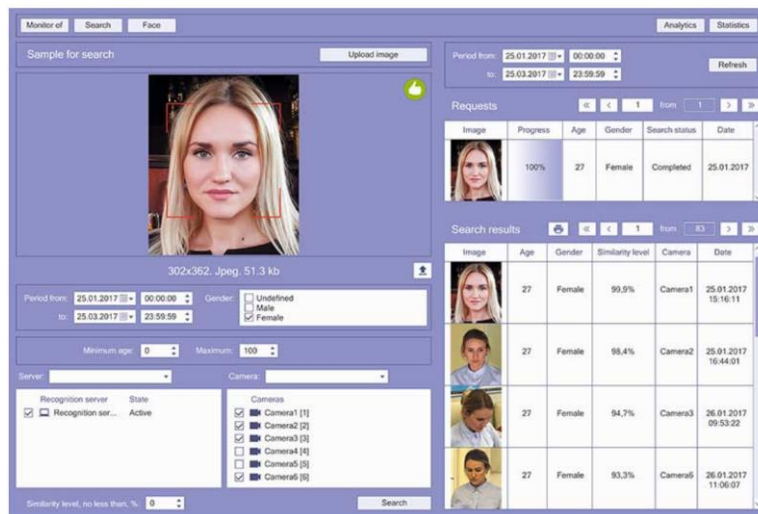 Monitor of Search Face Analytics Statistics
Sample for search Upload image
302x362. Jpeg. 51.3 kb
Period from: 25.01.2017 00:00:00
to: 25.03.2017 23:59:59
Gender:
Undefined
Male
Female
Minimum age: 0 Maximum: 100
Server: Camera:
Recognition server State
Recognition ser... Active
Cameras
Camera1 [1]
Camera2 [2]
Camera3 [3]
Camera4 [4]
Camera5 [5]
Camera6 [6]
Similarity level, no less than, %: 0 Search
Period from: 25.01.2017 00:00:00
to: 25.03.2017 23:59:59
Refresh
Requests 1 from 1
Image Progress Age Gender Search status Date
100% 27 Female Completed 25.01.2017
Search results 1 from 83
Image Age Gender Similarity level Camera Date
27 Female 99,9% Camera1 25.01.2017
15:16:11
27 Female 98,4% Camera2 25.01.2017
16:44:01
27 Female 94,7% Camera3 26.01.2017
09:53:22
27 Female 93,3% Camera6 26.01.2017
11:06:07